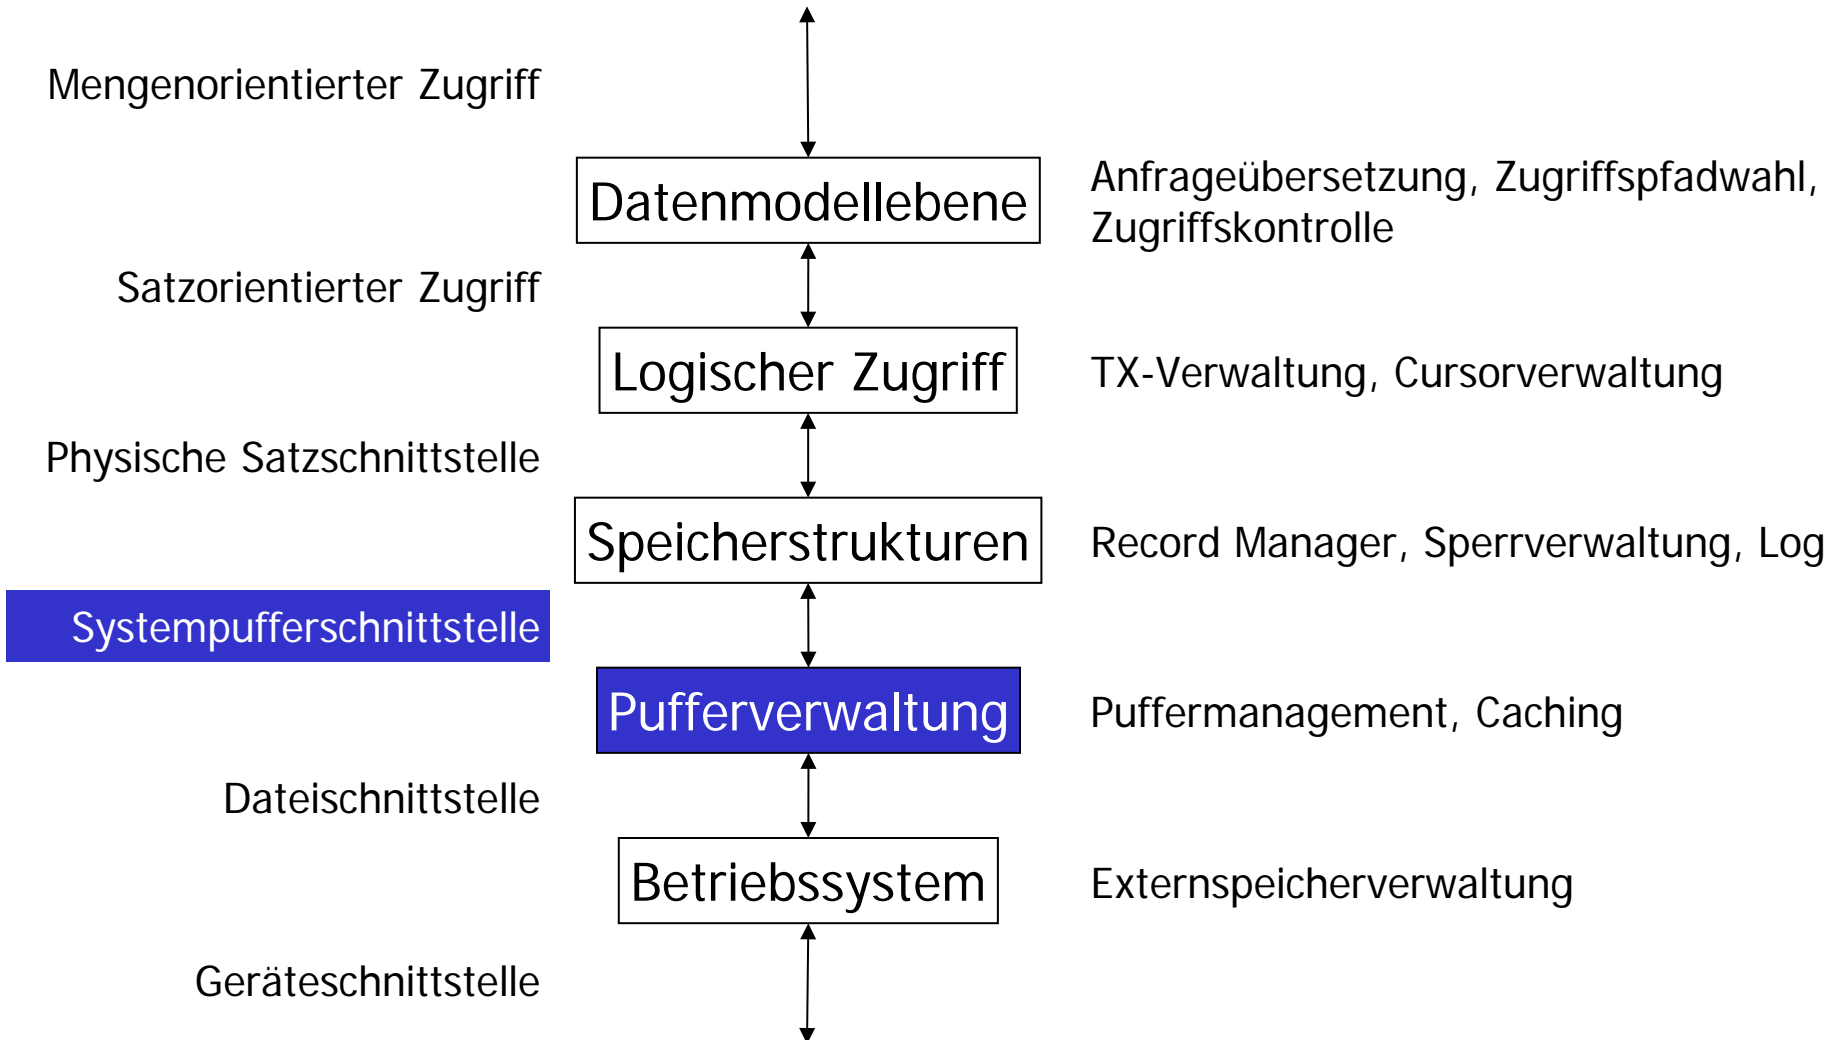 Mengenorientierter Zugriff
Datenmodellebene
Anfrageübersetzung, Zugriffspfadwahl,
Zugriffskontrolle
Satzorientierter Zugriff
Logischer Zugriff
TX-Verwaltung, Cursorverwaltung
Physische Satzschnittstelle
Speicherstrukturen
Record Manager, Sperrverwaltung, Log
Systempufferschnittstelle
Pufferverwaltung
Puffermanagement, Caching
Dateischnittstelle
Betriebssystem
Externspeicherverwaltung
Geräteschnittstelle